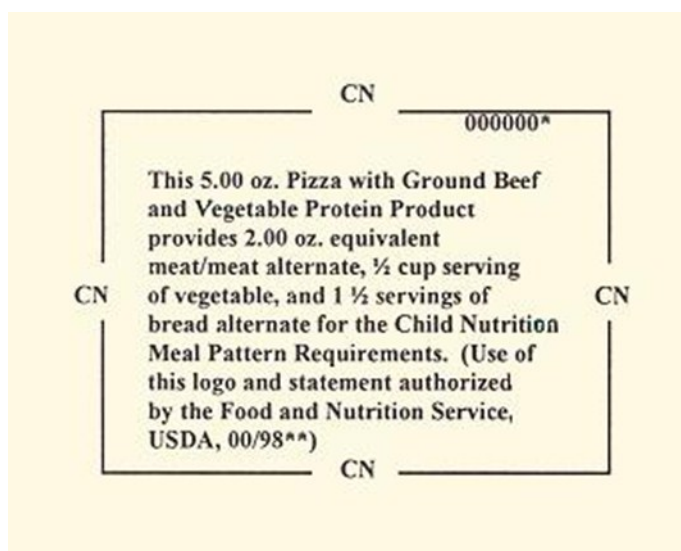 CN
000000*
This 5.00 oz. Pizza with Ground Beef
and Vegetable Protein Product
provides 2.00 oz. equivalent
meat/meat alternate, ½ cup serving
CN of vegetable, and 1 ½ servings of CN
bread alternate for the Child Nutrition
Meal Pattern Requirements. (Use of
this logo and statement authorized
by the Food and Nutrition Service,
USDA, 00/98**)
CN